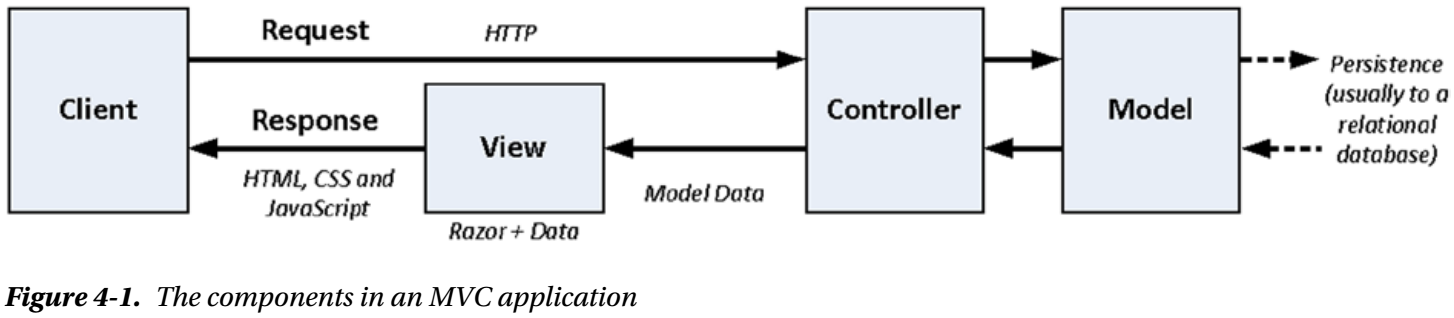 Request
HTTP
Client
Response
HTML, CSS and
JavaScript
View
Razor + Data
Model Data
Controller
Model
Persistence
(usually to a
relational
database)
Figure 4-1. The components in an MVC application